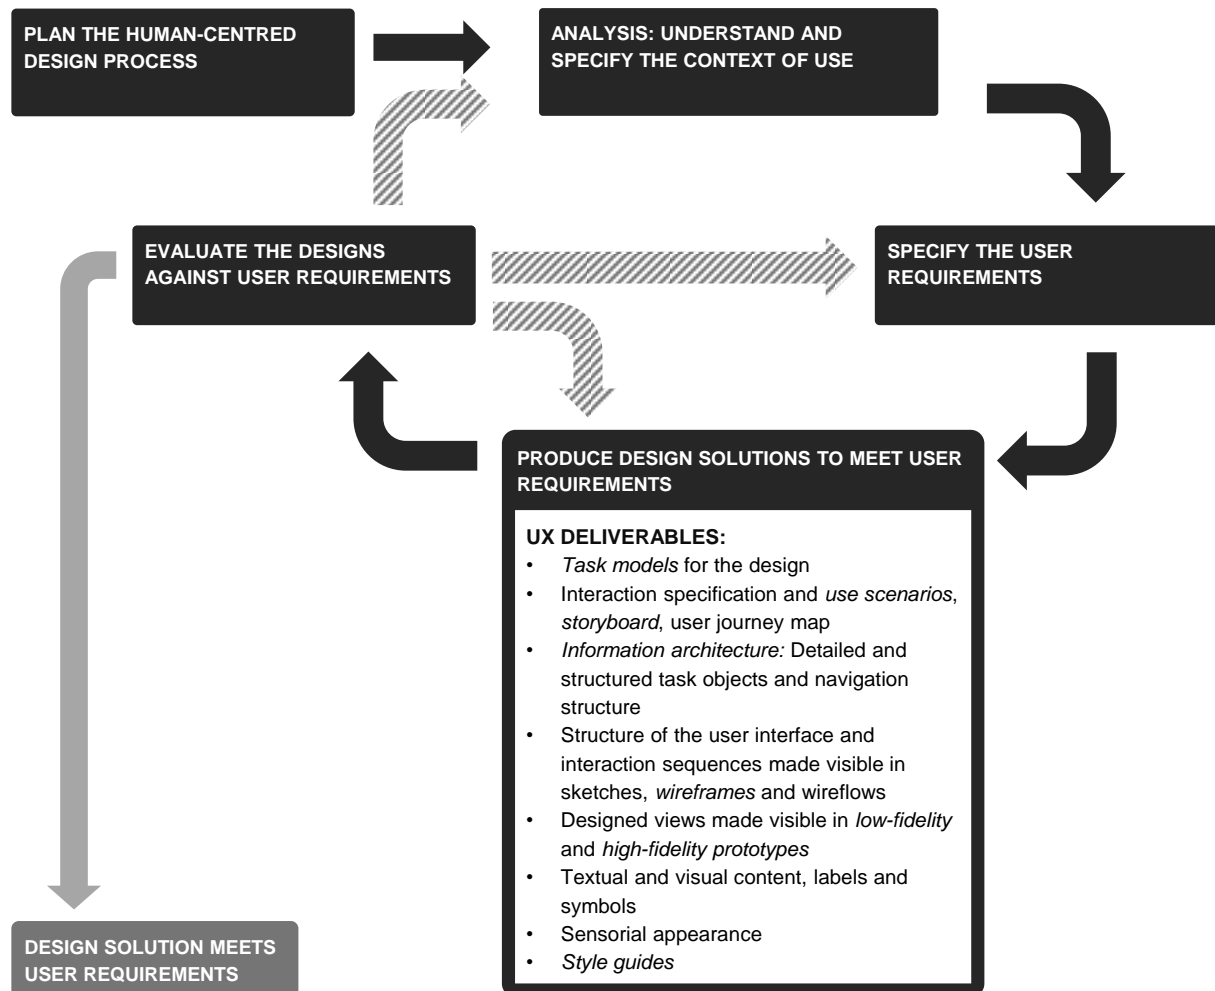 PLAN THE HUMAN-CENTRED
DESIGN PROCESS
ANALYSIS: UNDERSTAND AND
SPECIFY THE CONTEXT OF USE
EVALUATE THE DESIGNS
AGAINST USER REQUIREMENTS
SPECIFY THE USER
REQUIREMENTS
PRODUCE DESIGN SOLUTIONS TO MEET USER
REQUIREMENTS
UX DELIVERABLES:
• Task models for the design
• Interaction specification and use scenarios,
storyboard, user journey map
• Information architecture: Detailed and
structured task objects and navigation
structure
• Structure of the user interface and
interaction sequences made visible in
sketches, wireframes and wireflows
• Designed views made visible in low-fidelity
and high-fidelity prototypes
• Textual and visual content, labels and
symbols
• Sensorial appearance
• Style guides
DESIGN SOLUTION MEETS
USER REQUIREMENTS